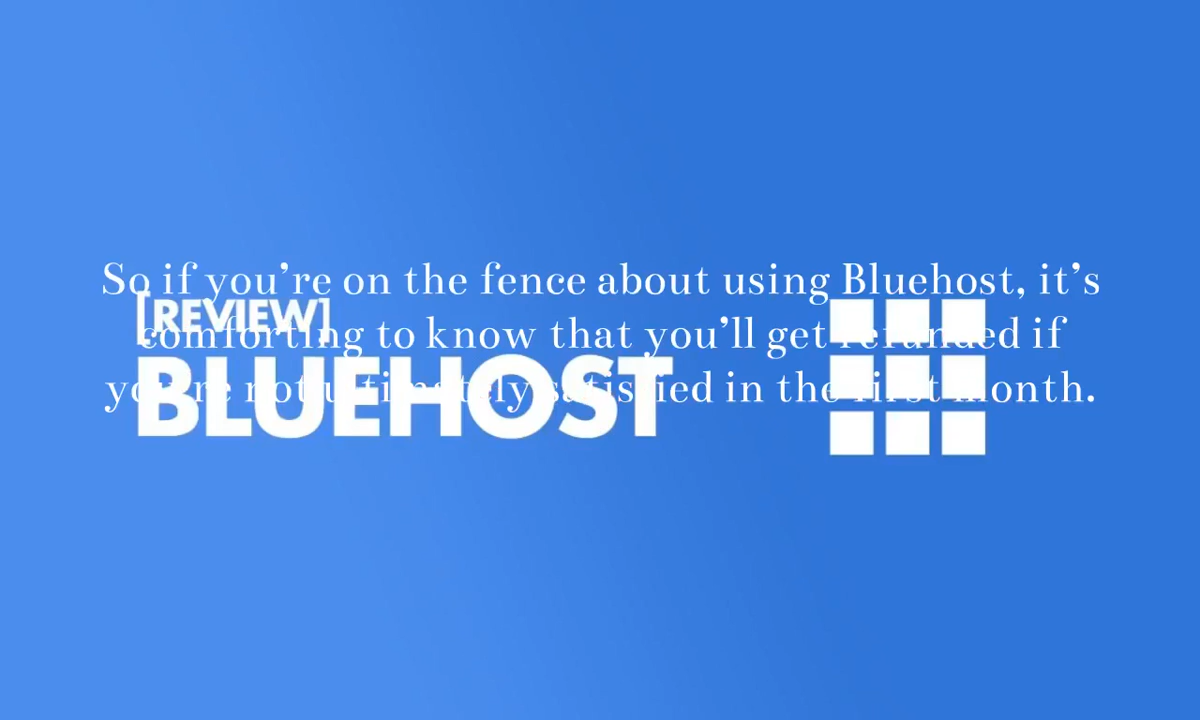 So if you’re on the fence about using Bluehost, it’s
[REVIEW]
comforting to know that you’ll get refunded if
BLUEHOST
you’re not ultimately satisfied in the first month.